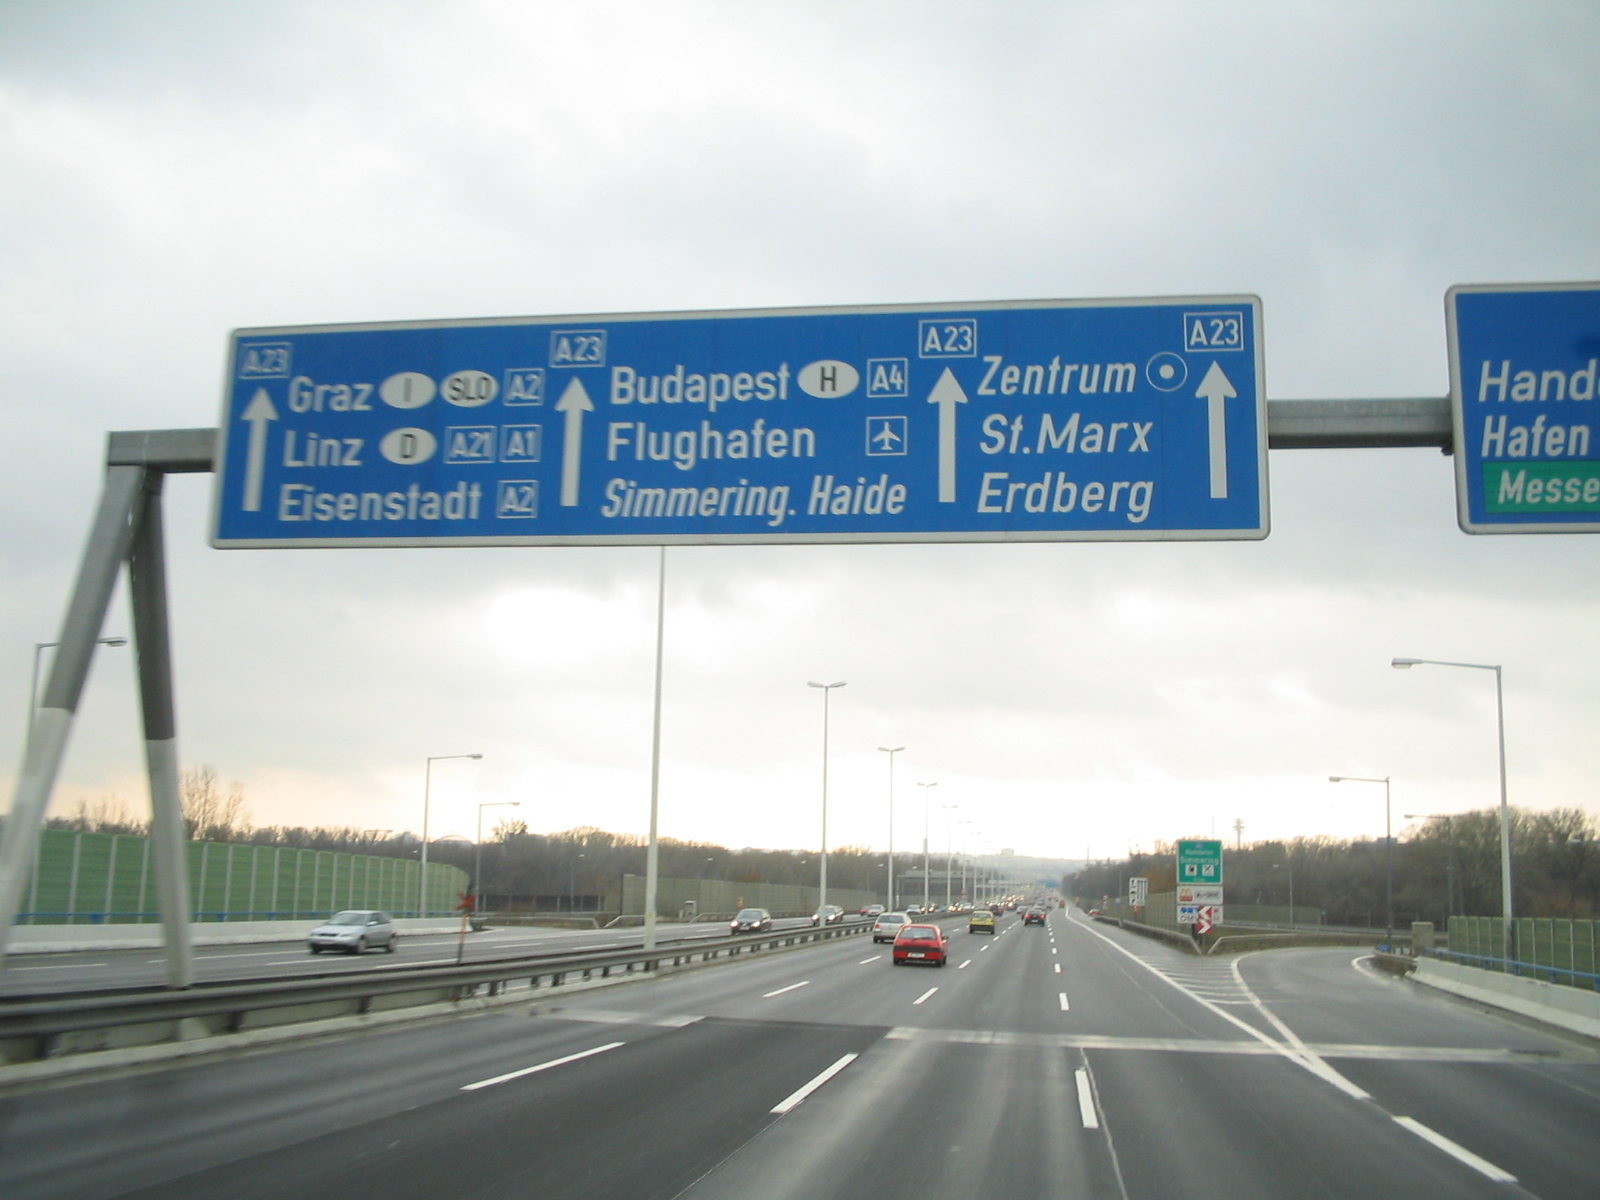 A23
Graz I SLO A2
Linz D A21 A1
Eisenstadt A2
A23
Budapest H A4
Flughafen
Simmering. Haide
A23
Zentrum
St.Marx
Erdberg
A23
Hafen
Messe
Simmering